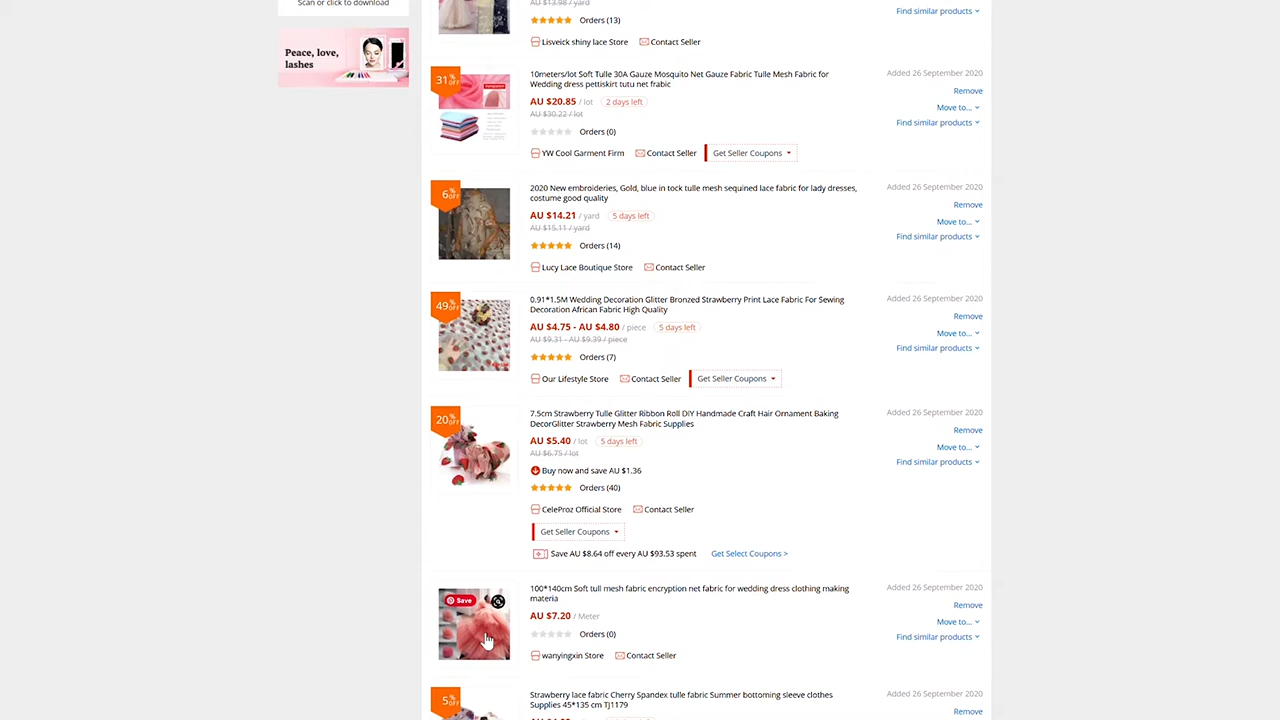 Scan or click to download
Peace, love,
lashes
AU $13.98 / yard
Orders (13)
Find similar products
Lisveick shiny lace Store
Contact Seller
31% OFF
10meters/lot Soft Tulle 30A Gauze Mosquito Net Gauze Fabric Tulle Mesh Fabric for
Wedding dress pettiskirt tutu net frabic
AU $20.85 / lot
2 days left
AU $30.22 / lot
Orders (0)
YW Cool Garment Firm
Contact Seller
Get Seller Coupons
Added 26 September 2020
Remove
Move to...
Find similar products
6% OFF
2020 New embroideries, Gold, blue in tock tulle mesh sequined lace fabric for lady dresses,
costume good quality
AU $14.21 / yard
5 days left
AU $15.11 / yard
Orders (14)
Lucy Lace Boutique Store
Contact Seller
Added 26 September 2020
Remove
Move to...
Find similar products
49% OFF
0.91*1.5M Wedding Decoration Glitter Bronzed Strawberry Print Lace Fabric For Sewing
Decoration African Fabric High Quality
AU $4.75 - AU $4.80 / piece
5 days left
AU $9.31 - AU $9.39 / piece
Orders (7)
Our Lifestyle Store
Contact Seller
Get Seller Coupons
Added 26 September 2020
Remove
Move to...
Find similar products
20% OFF
7.5cm Strawberry Tulle Glitter Ribbon Roll DIY Handmade Craft Hair Ornament Baking
DecorGlitter Strawberry Mesh Fabric Supplies
AU $5.40 / lot
5 days left
AU $6.75 / lot
Buy now and save AU $1.36
Orders (40)
CeleProz Official Store
Contact Seller
Get Seller Coupons
Save AU $8.64 off every AU $93.53 spent
Get Select Coupons >
Added 26 September 2020
Remove
Move to...
Find similar products
Save
100*140cm Soft tull mesh fabric encryption net fabric for wedding dress clothing making
materia
AU $7.20 / Meter
Orders (0)
wanyingxin Store
Contact Seller
Added 26 September 2020
Remove
Move to...
Find similar products
5% OFF
Strawberry lace fabric Cherry Spandex tulle fabric Summer bottoming sleeve clothes
Supplies 45*135 cm TJ1179
Added 26 September 2020
Remove